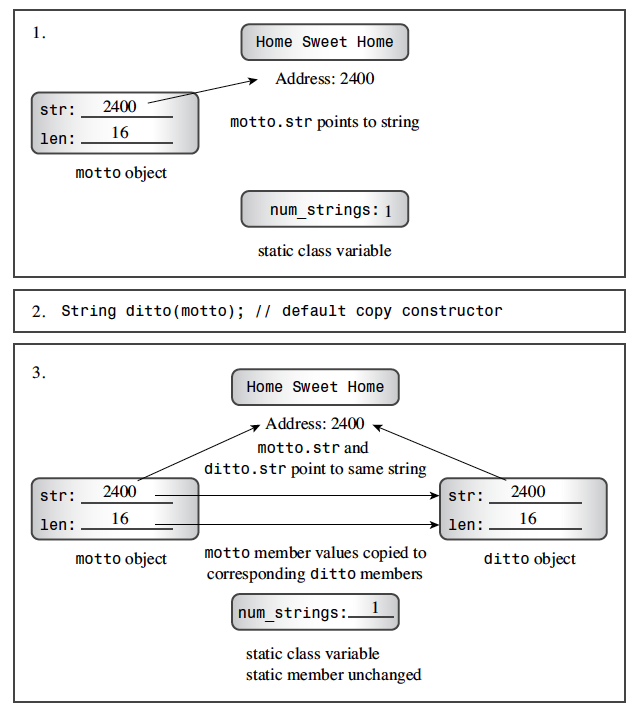 1.
Home Sweet Home
Address: 2400
str: 2400
len: 16
motto.str points to string
motto object
num_strings: 1
static class variable
2. String ditto(motto); // default copy constructor
3.
Home Sweet Home
Address: 2400
motto.str and
ditto.str point to same string
str: 2400
len: 16
str: 2400
len: 16
motto object
motto member values copied to
corresponding ditto members
ditto object
num_strings: 1
static class variable
static member unchanged